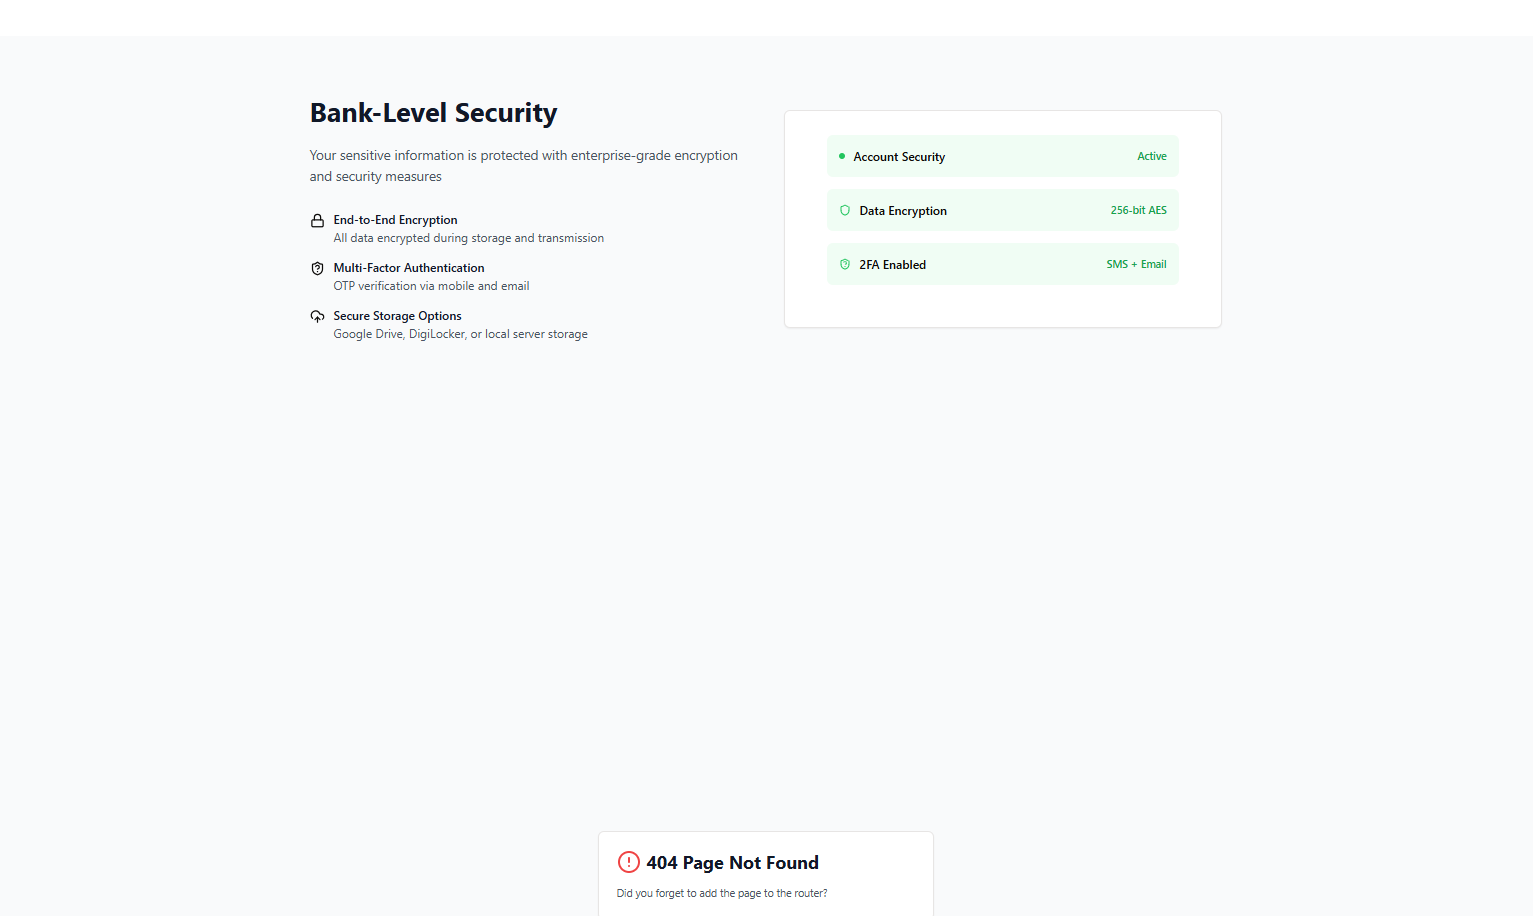 Bank-Level Security
Your sensitive information is protected with enterprise-grade encryption
and security measures
End-to-End Encryption
All data encrypted during storage and transmission
Multi-Factor Authentication
OTP verification via mobile and email
Secure Storage Options
Google Drive, DigiLocker, or local server storage
Account Security Active
Data Encryption 256-bit AES
2FA Enabled SMS + Email
404 Page Not Found
Did you forget to add the page to the router?